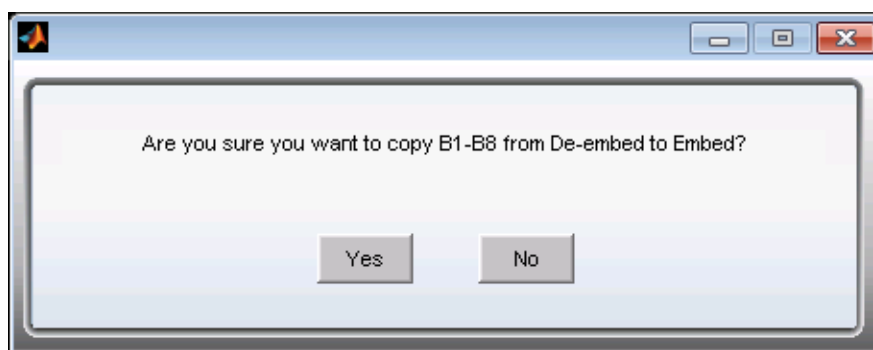 Are you sure you want to copy B1-B8 from De-embed to Embed?
Yes No